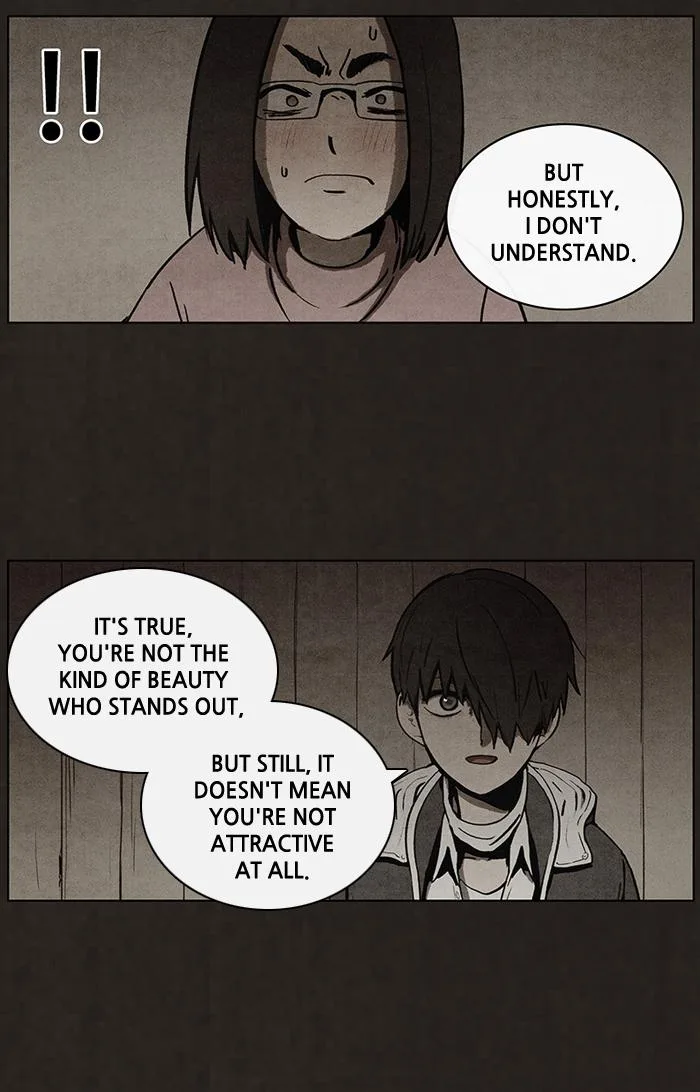 !!
BUT
HONESTLY,
I DON'T
UNDERSTAND.
IT'S TRUE,
YOU'RE NOT THE
KIND OF BEAUTY
WHO STANDS OUT,
BUT STILL, IT
DOESN'T MEAN
YOU'RE NOT
ATTRACTIVE
AT ALL.